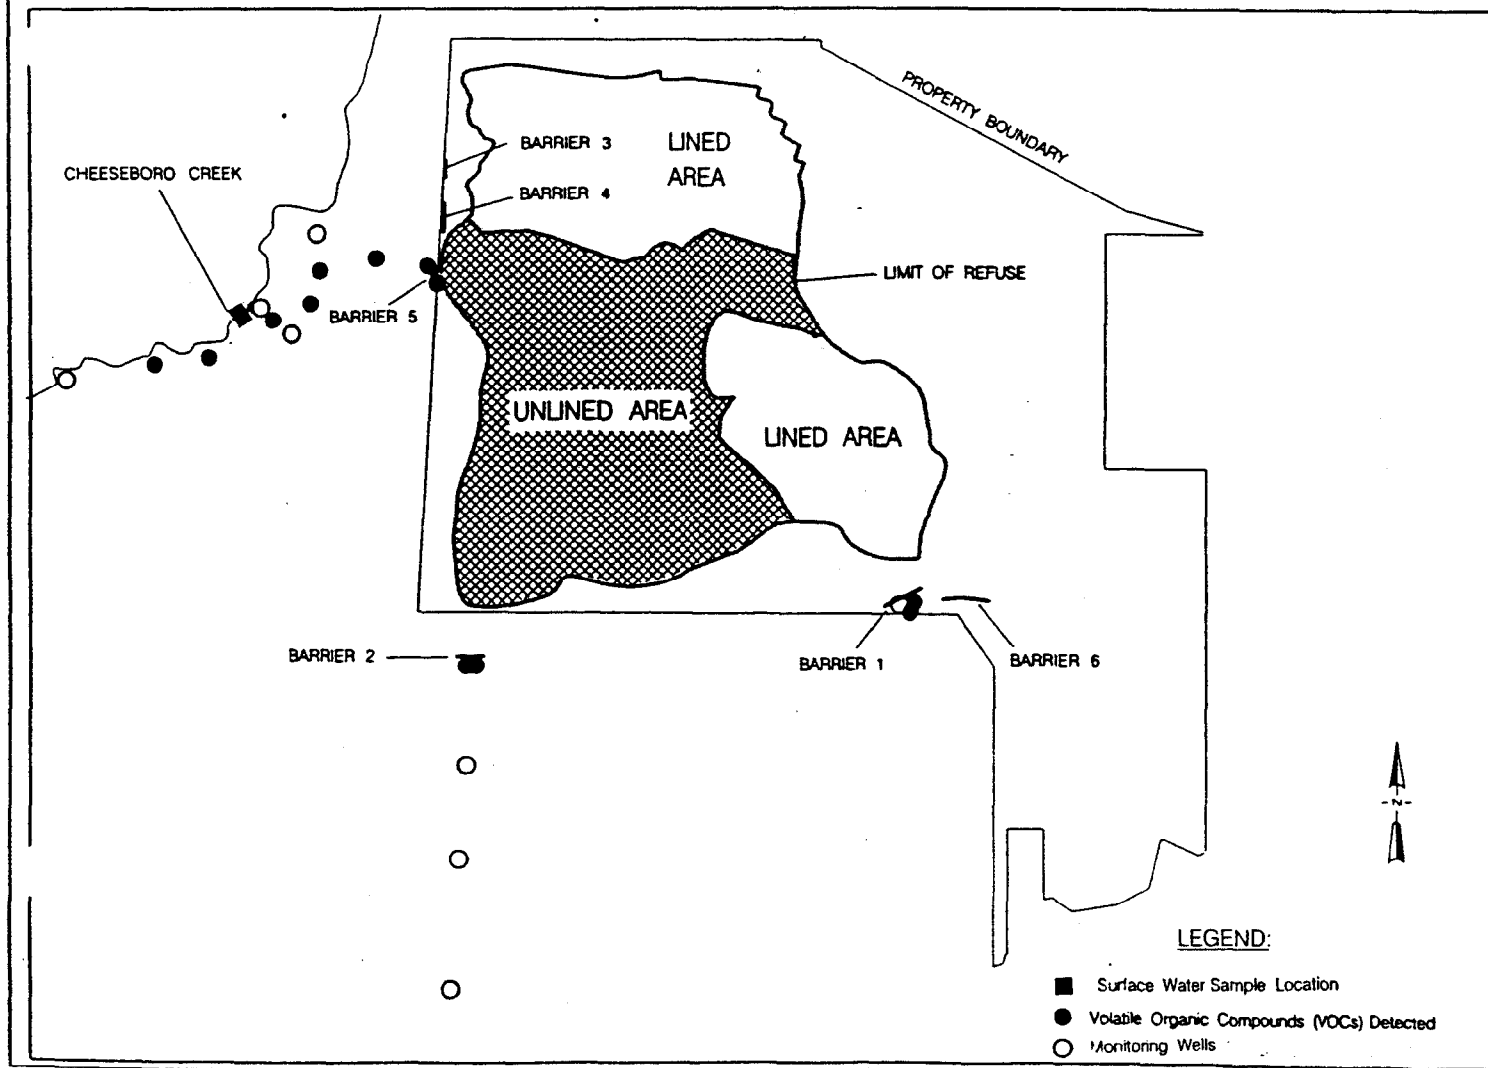 PROPERTY BOUNDARY
BARRIER 3
LINED
AREA
CHEESEBORO CREEK
BARRIER 4
LIMIT OF REFUSE
BARRIER 5
UNLINED AREA
LINED AREA
BARRIER 2
BARRIER 1
BARRIER 6
-N-
LEGEND:
Surface Water Sample Location
Volatile Organic Compounds (VOCs) Detected
Monitoring Wells